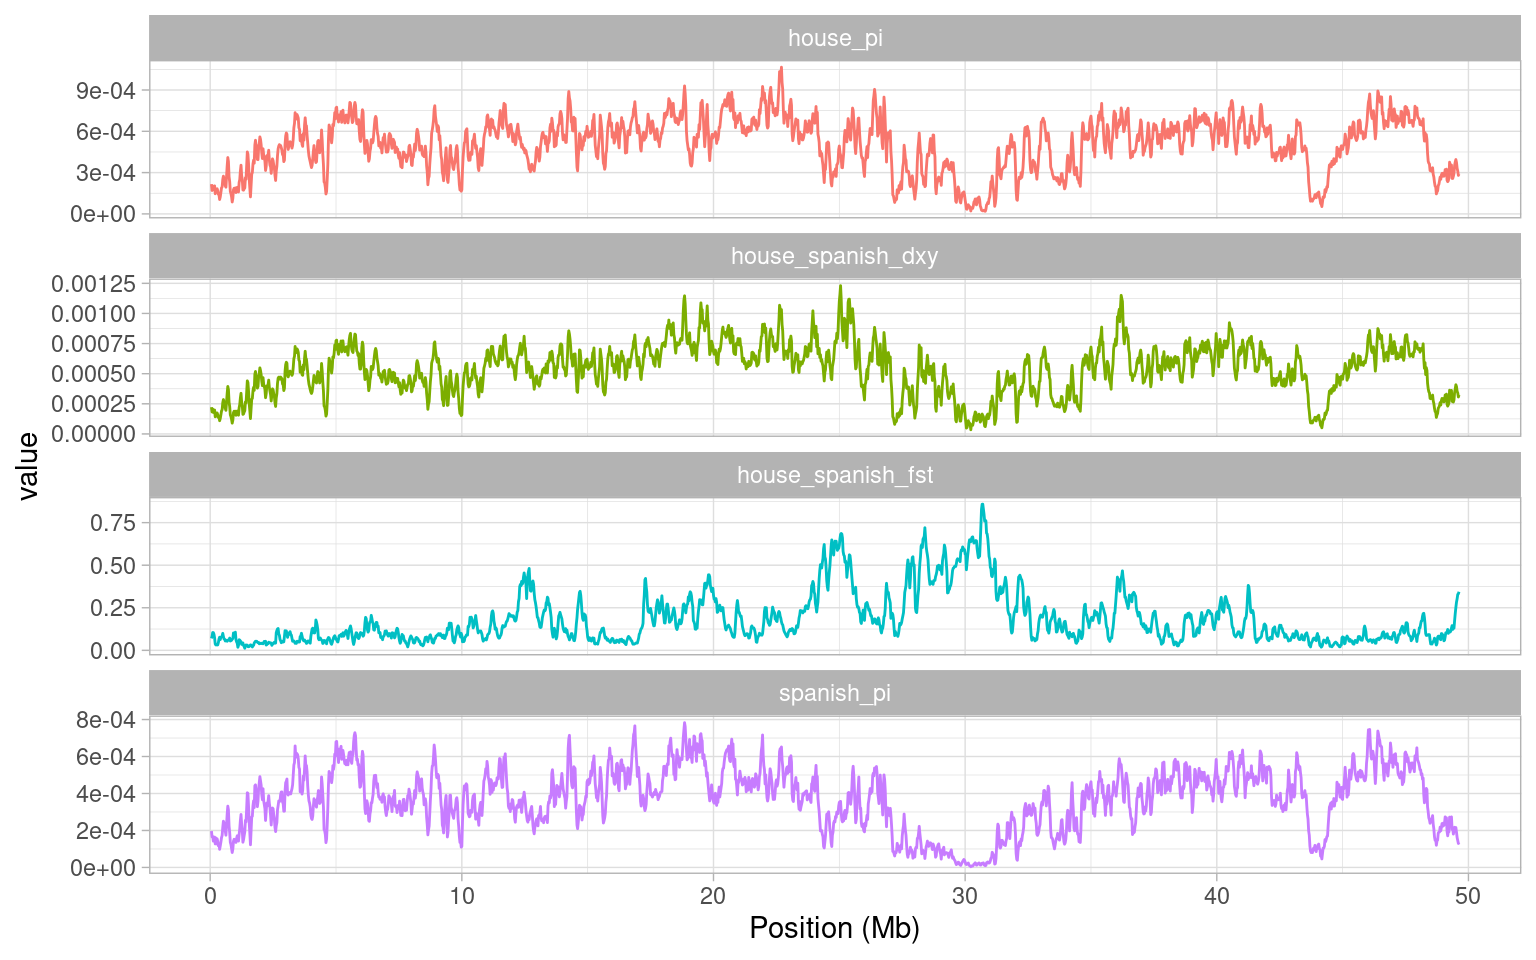 house_pi
9e-04
6e-04
3e-04
0e+00
house_spanish_dxy
0.00125
0.00100
0.00075
0.00050
0.00025
0.00000
value
house_spanish_fst
0.75
0.50
0.25
0.00
spanish_pi
8e-04
6e-04
4e-04
2e-04
0e+00
0 10 20 30 40 50
Position (Mb)